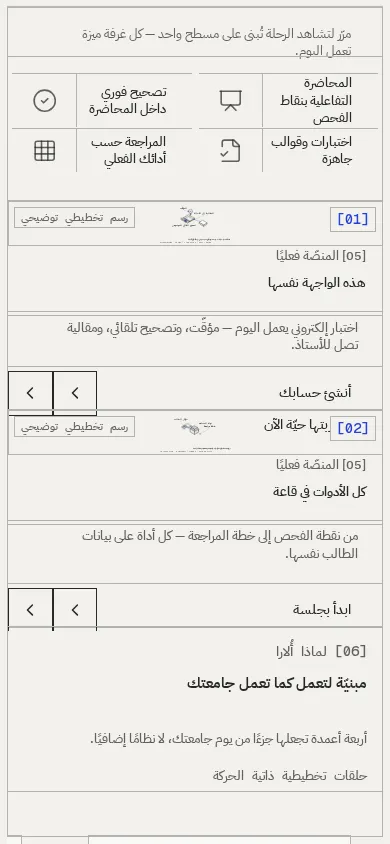 مرّر لتشاهد الرحلة تُبنى على مسطح واحد — كل غرفة ميزة
تعمل اليوم.
المحاضرة
التفاعلية بنقاط
الفحص
تصحيح فوري
داخل المحاضرة
اختبارات وقوالب
جاهزة
المراجعة حسب
أدائك الفعلي
[01]
رسم تخطيطي توضيحي
[05] المنصّة فعليًا
هذه الواجهة نفسها
اختبار إلكتروني يعمل اليوم — مؤقّت، وتصحيح تلقائي، ومقالية
تصل للأستاذ.
أنشئ حسابك
[02]
حيّة الآن
رسم تخطيطي توضيحي
[05] المنصّة فعليًا
كل الأدوات في قاعة
من نقطة الفحص إلى خطة المراجعة — كل أداة على بيانات
الطالب نفسها.
ابدأ بجلسة
[06] لماذا ألارا
مبنيّة لتعمل كما تعمل جامعتك
أربعة أعمدة تجعلها جزءًا من يوم جامعتك، لا نظامًا إضافيًا.
حلقات تخطيطية ذاتية الحركة